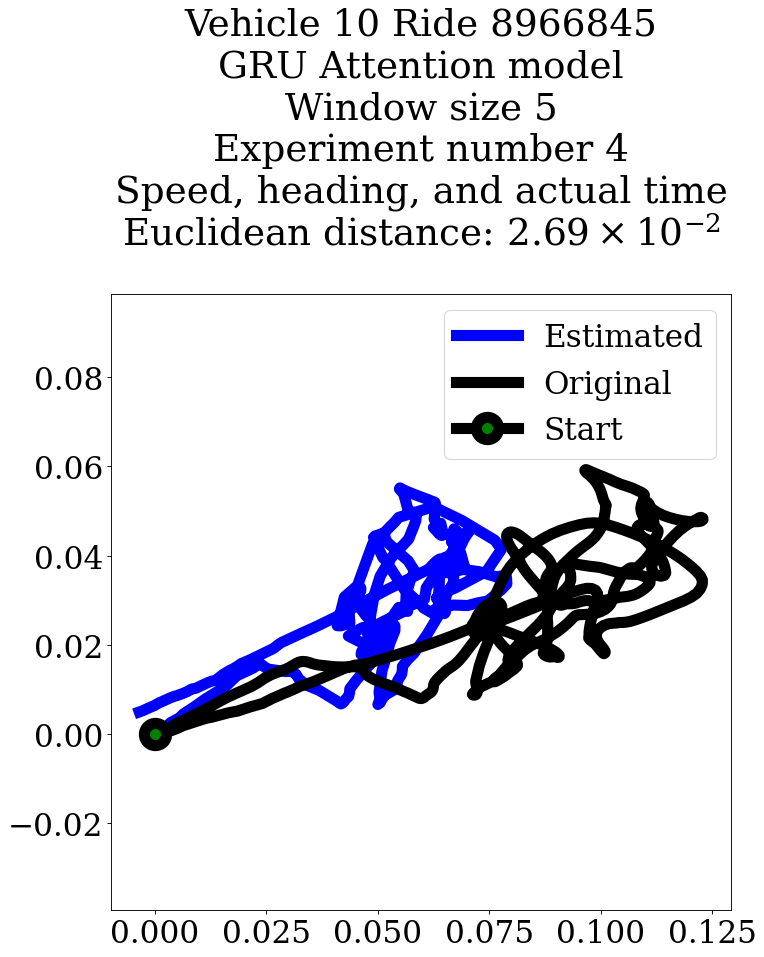 Vehicle 10 Ride 8966845
GRU Attention model
Window size 5
Experiment number 4
Speed, heading, and actual time
Euclidean distance: 2.69 × 10⁻²
Estimated
Original
Start
0.08
0.06
0.04
0.02
0.00
−0.02
0.000 0.025 0.050 0.075 0.100 0.125